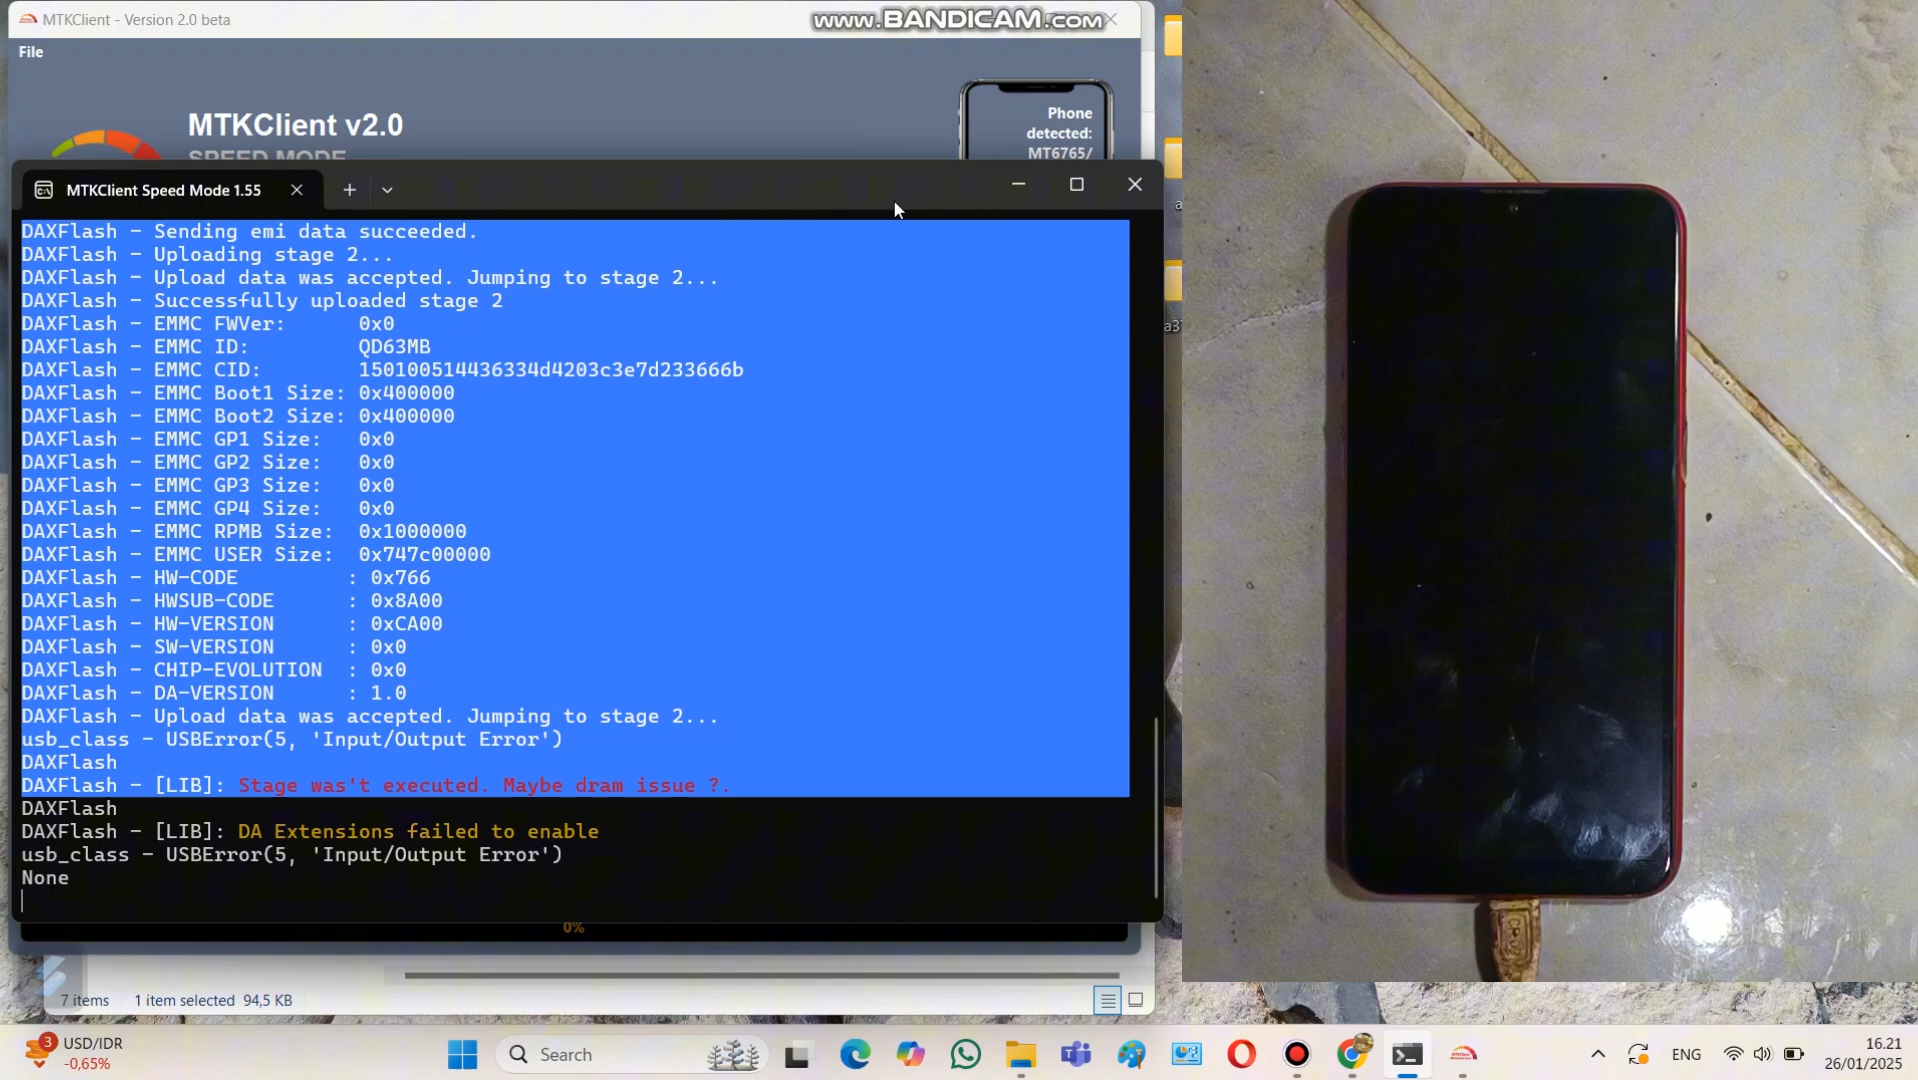 MTKClient - Version 2.0 beta
www.BANDICAM.com
File
MTKClient v2.0
SPEED MODE
Phone
detected:
MT6765/
MTKClient Speed Mode 1.55
DAXFlash - Sending emi data succeeded.
DAXFlash - Uploading stage 2...
DAXFlash - Upload data was accepted. Jumping to stage 2...
DAXFlash - Successfully uploaded stage 2
DAXFlash - EMMC FWVer: 0x0
DAXFlash - EMMC ID: QD63MB
DAXFlash - EMMC CID: 150100514436334d4203c3e7d233666b
DAXFlash - EMMC Boot1 Size: 0x400000
DAXFlash - EMMC Boot2 Size: 0x400000
DAXFlash - EMMC GP1 Size: 0x0
DAXFlash - EMMC GP2 Size: 0x0
DAXFlash - EMMC GP3 Size: 0x0
DAXFlash - EMMC GP4 Size: 0x0
DAXFlash - EMMC RPMB Size: 0x1000000
DAXFlash - EMMC USER Size: 0x747c00000
DAXFlash - HW-CODE : 0x766
DAXFlash - HWSUB-CODE : 0x8A00
DAXFlash - HW-VERSION : 0xCA00
DAXFlash - SW-VERSION : 0x0
DAXFlash - CHIP-EVOLUTION : 0x0
DAXFlash - DA-VERSION : 1.0
DAXFlash - Upload data was accepted. Jumping to stage 2...
usb_class - USBError(5, 'Input/Output Error')
DAXFlash
DAXFlash - [LIB]: Stage was't executed. Maybe dram issue ?.
DAXFlash
DAXFlash - [LIB]: DA Extensions failed to enable
usb_class - USBError(5, 'Input/Output Error')
None
0%
a
a37
7 items 1 item selected 94,5 KB
3 USD/IDR
-0,65%
Search
ENG
16.21
26/01/2025